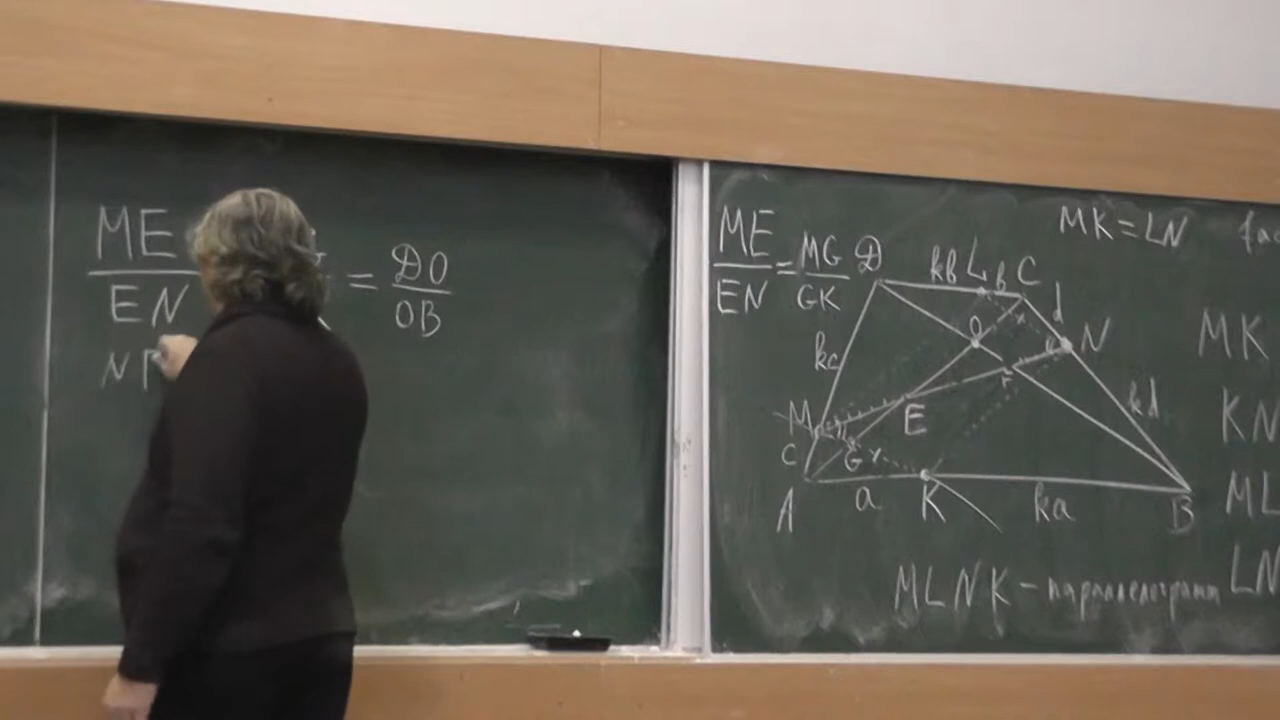 ME
EN
= DO
OB
N
ME
EN
= MG
GK
MK = LN
D
kb
L
b
C
d
O
N
kc
F
kd
M
E
C
G
x
A
a
K
ka
B
MK
KN
ML
LN
MLNK - параллелограмм